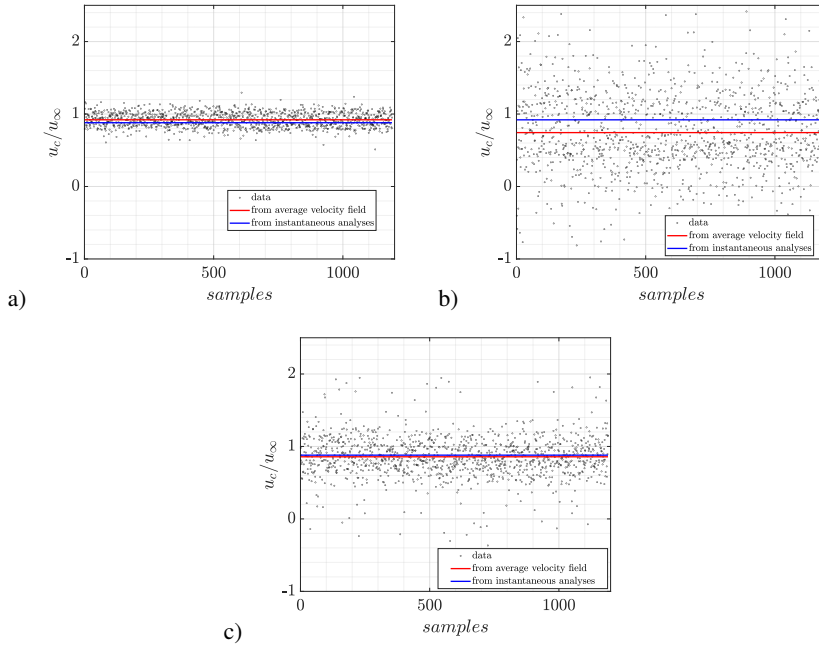 2
1
0
-1
u_c/u_∞
0
500
1000
samples
data
from average velocity field
from instantaneous analyses
a)
2
1
0
-1
u_c/u_∞
0
500
1000
samples
data
from average velocity field
from instantaneous analyses
b)
2
1
0
-1
u_c/u_∞
0
500
1000
samples
data
from average velocity field
from instantaneous analyses
c)